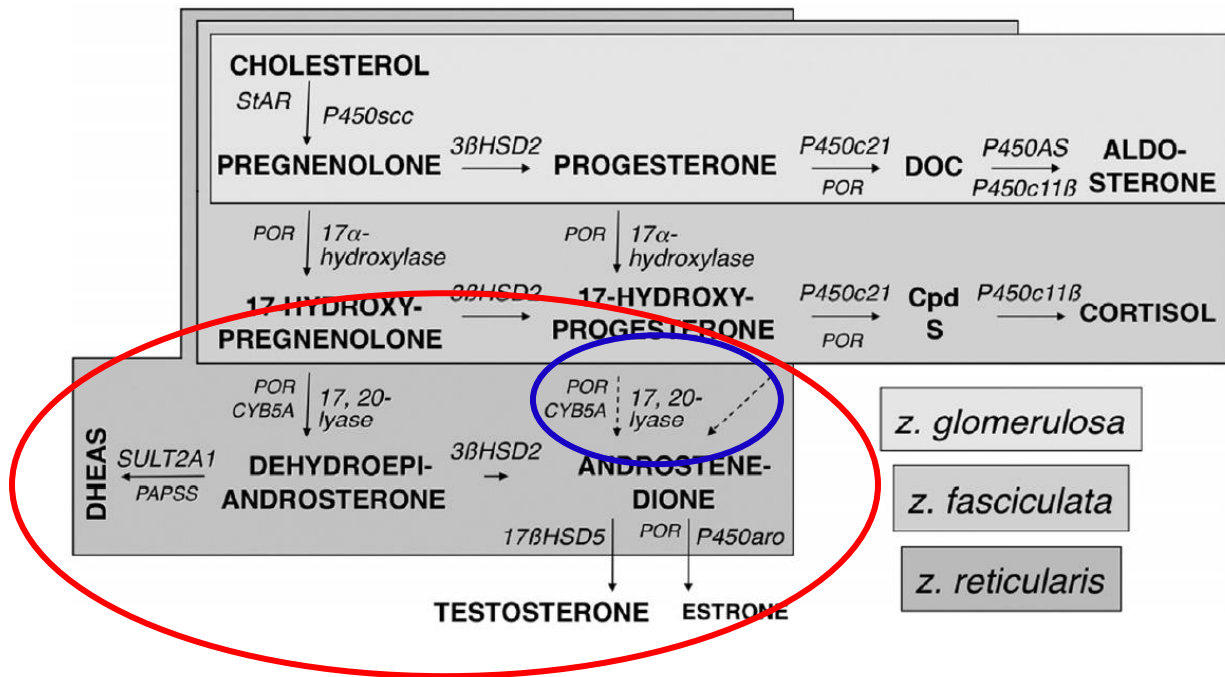 CHOLESTEROL
StAR
P450scc
PREGNENOLONE
3ßHSD2
PROGESTERONE
P450c21
POR
DOC
P450AS
P450c11ß
ALDO-
STERONE
POR
17α-
hydroxylase
POR
17α-
hydroxylase
17-HYDROXY-
PREGNENOLONE
3ßHSD2
17-HYDROXY-
PROGESTERONE
P450c21
POR
Cpd
S
P450c11ß
CORTISOL
POR
CYB5A
17, 20-
lyase
POR
CYB5A
17, 20-
lyase
DHEAS
SULT2A1
PAPSS
DEHYDROEPI-
ANDROSTERONE
3ßHSD2
ANDROSTENE-
DIONE
17ßHSD5
POR
P450aro
TESTOSTERONE
ESTRONE
z. glomerulosa
z. fasciculata
z. reticularis